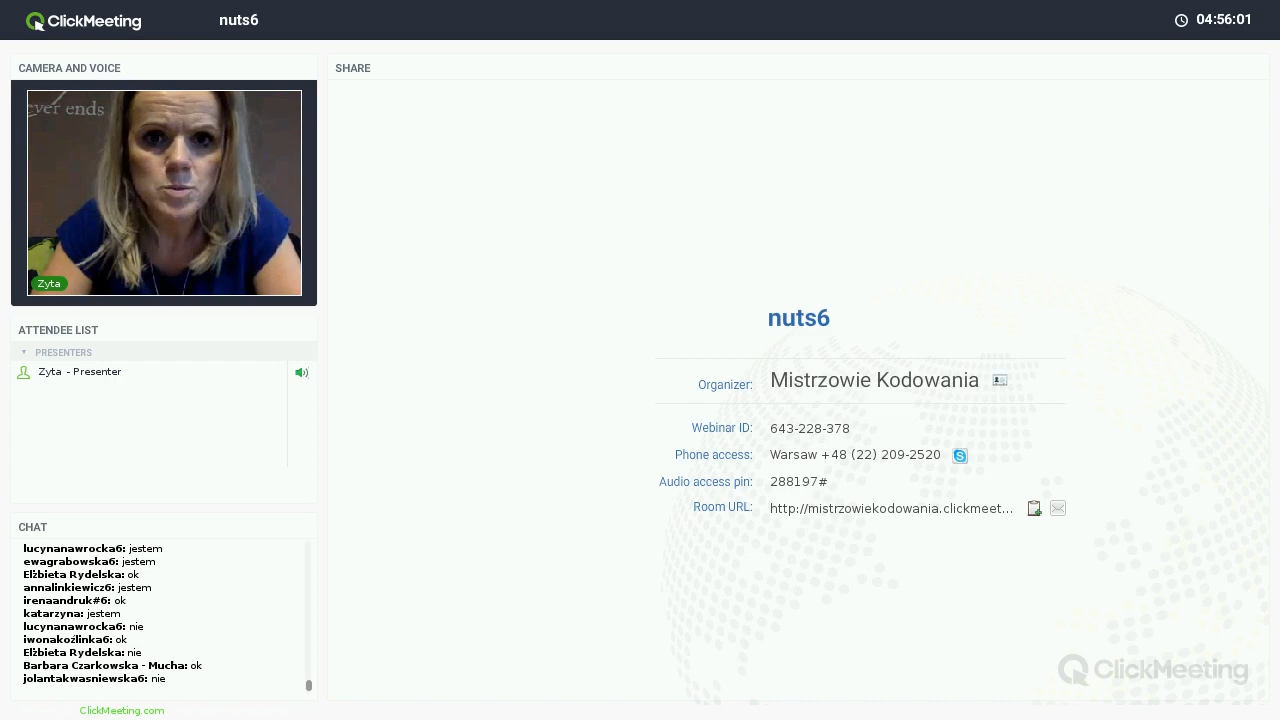 ClickMeeting
nuts6
04:56:01
CAMERA AND VOICE
ver ends
Zyta
ATTENDEE LIST
PRESENTERS
Zyta - Presenter
CHAT
lucynanawrocka6: jestem
ewagrabowska6: jestem
Elżbieta Rydelska: ok
annalinkiewicz6: jestem
irenaandruk#6: ok
katarzyna: jestem
lucynanawrocka6: nie
iwonakoźlinka6: ok
Elżbieta Rydelska: nie
Barbara Czarkowska - Mucha: ok
jolantakwasniewska6: nie
ClickMeeting.com
SHARE
nuts6
Organizer: Mistrzowie Kodowania
Webinar ID: 643-228-378
Phone access: Warsaw +48 (22) 209-2520
Audio access pin: 288197#
Room URL: http://mistrzowiekodowania.clickmeet...
ClickMeeting